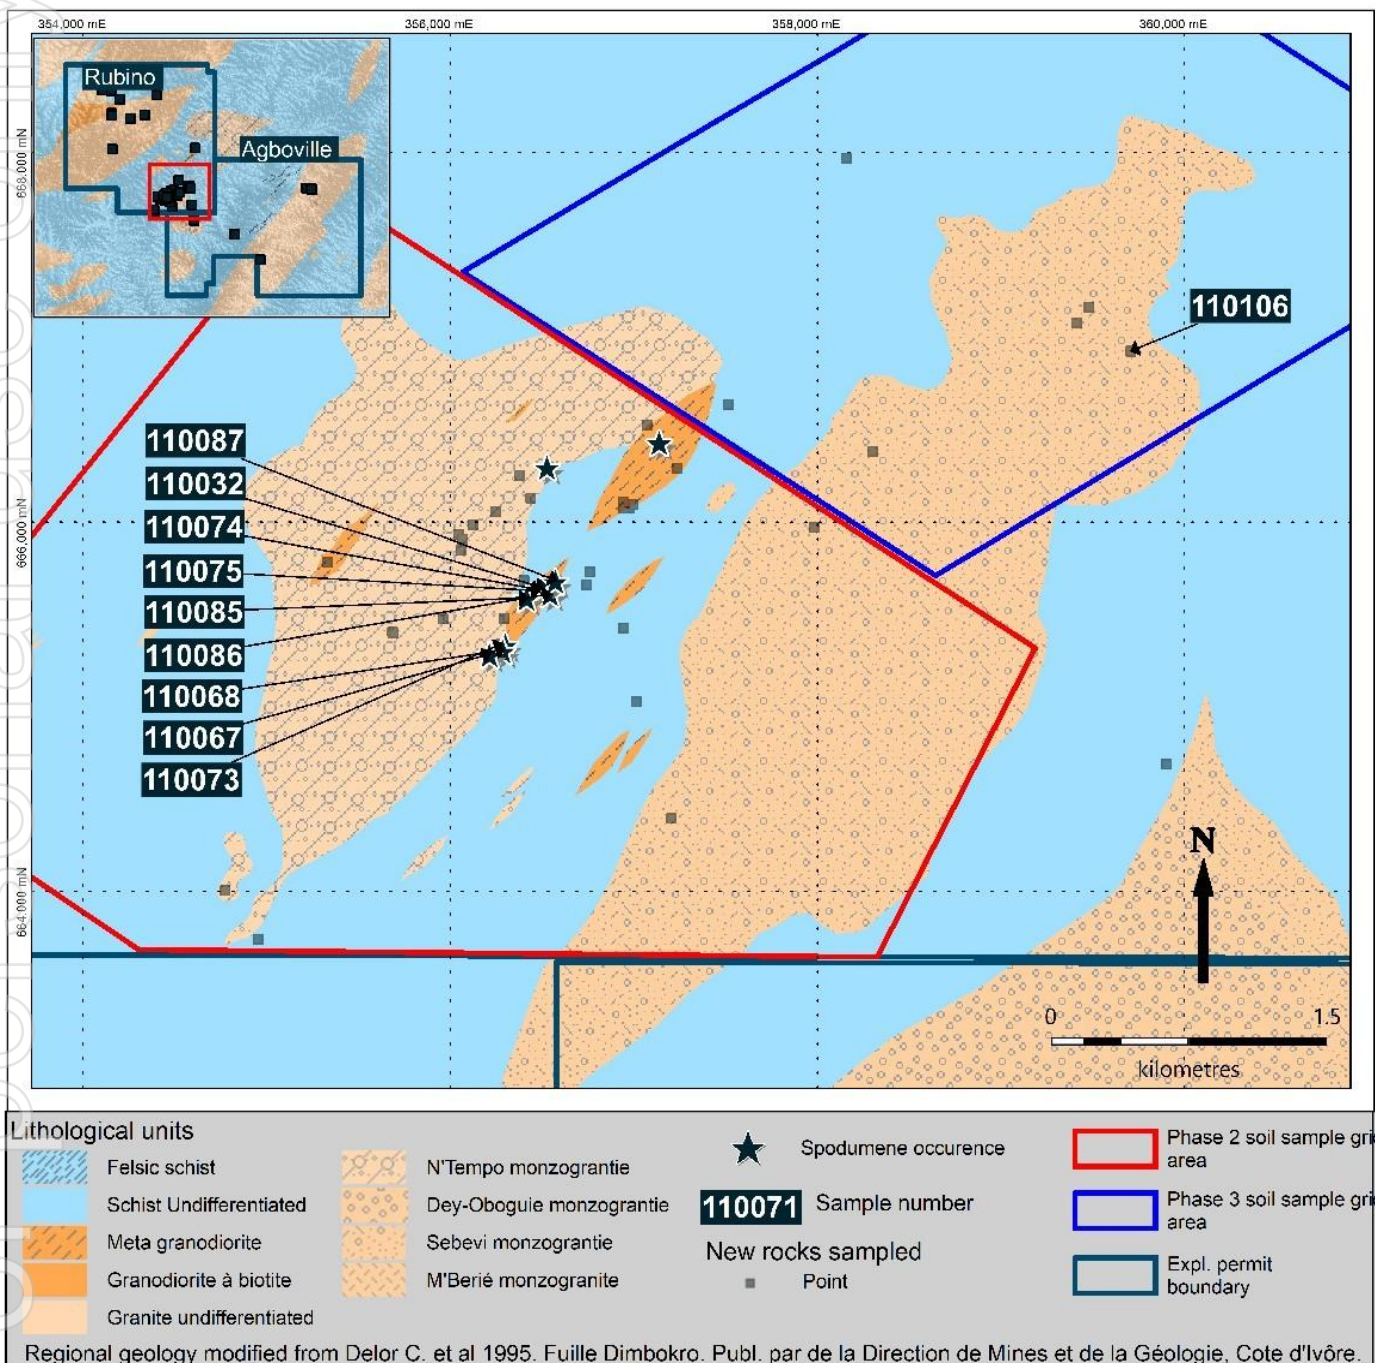 354,000 mE
356,000 mE
358,000 mE
360,000 mE
668,000 mN
666,000 mN
664,000 mN
Rubino
Agboville
110106
110087
110032
110074
110075
110085
110086
110068
110067
110073
N
0
1.5
kilometres
Lithological units
Felsic schist
Schist Undifferentiated
Meta granodiorite
Granodiorite à biotite
Granite undifferentiated
N'Tempo monzograntie
Dey-Oboguie monzograntie
Sebevi monzograntie
M'Berié monzogranite
Spodumene occurence
110071 Sample number
New rocks sampled
Point
Phase 2 soil sample gri
area
Phase 3 soil sample gri
area
Expl. permit
boundary
Regional geology modified from Delor C. et al 1995. Fuille Dimbokro. Publ. par de la Direction de Mines et de la Géologie, Cote d'Ivôre.